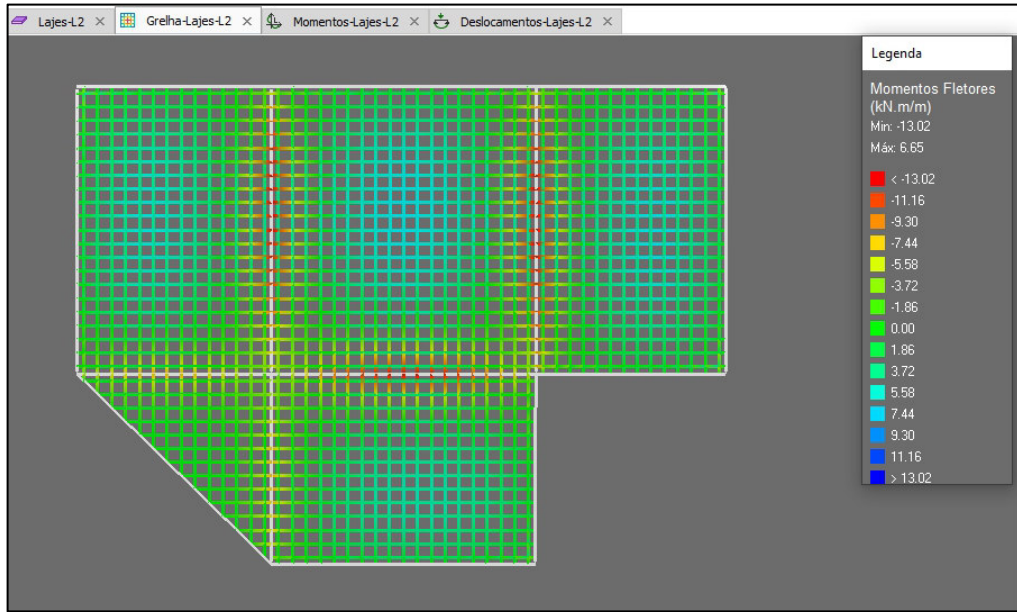 Lajes-L2 × Grelha-Lajes-L2 × Momentos-Lajes-L2 × Deslocamentos-Lajes-L2 ×
Legenda
Momentos Fletores
(kN.m/m)
Min: -13.02
Máx: 6.65
< -13.02
-11.16
-9.30
-7.44
-5.58
-3.72
-1.86
0.00
1.86
3.72
5.58
7.44
9.30
11.16
> 13.02